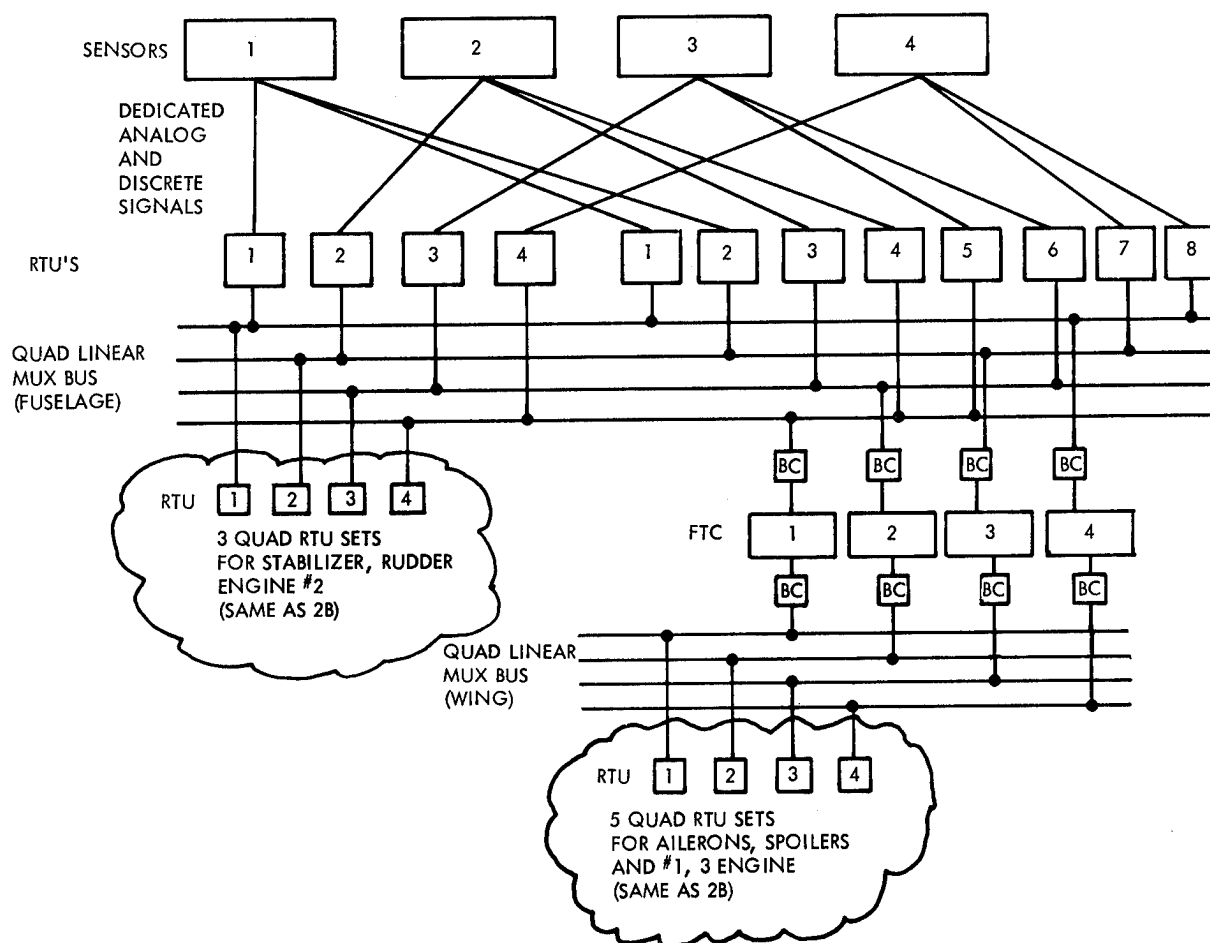 SENSORS 1 2 3 4
DEDICATED
ANALOG
AND
DISCRETE
SIGNALS
RTU'S 1 2 3 4 1 2 3 4 5 6 7 8
QUAD LINEAR
MUX BUS
(FUSELAGE)
BC BC BC BC
RTU 1 2 3 4
3 QUAD RTU SETS
FOR STABILIZER, RUDDER
ENGINE #2
(SAME AS 2B)
FTC 1 2 3 4
BC BC BC BC
QUAD LINEAR
MUX BUS
(WING)
RTU 1 2 3 4
5 QUAD RTU SETS
FOR AILERONS, SPOILERS
AND #1, 3 ENGINE
(SAME AS 2B)